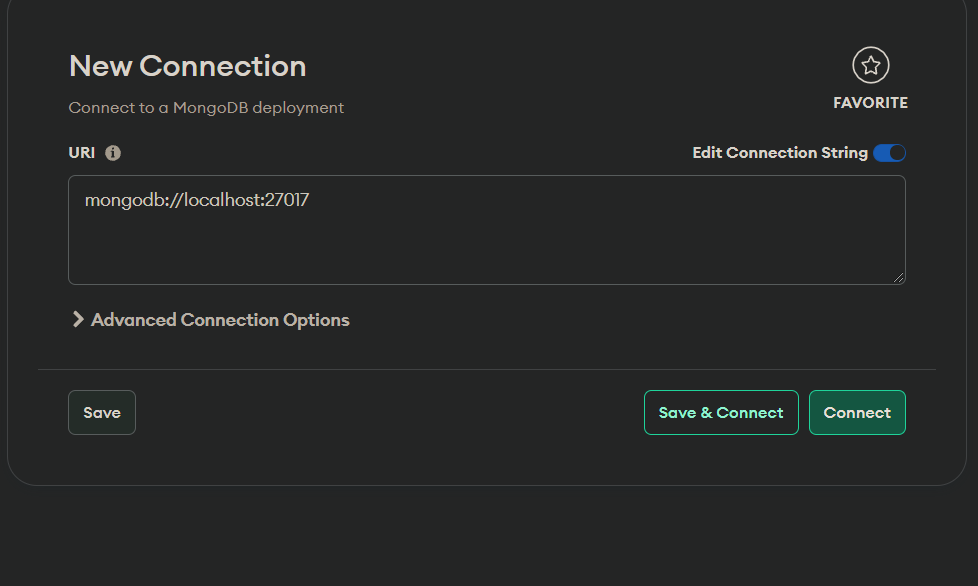 New Connection
FAVORITE
Connect to a MongoDB deployment
URI
Edit Connection String
mongodb://localhost:27017
Advanced Connection Options
Save
Save & Connect
Connect